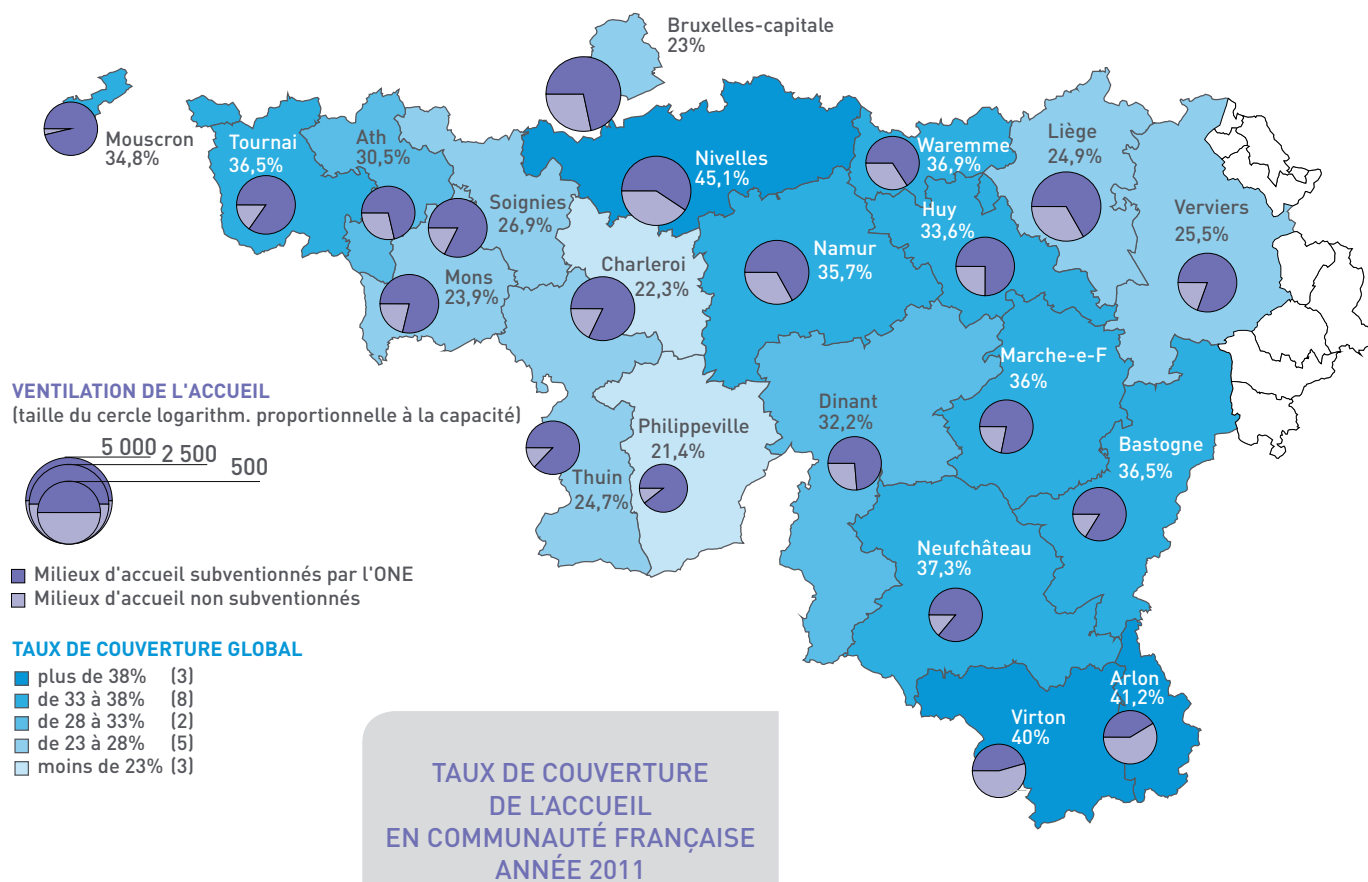 Bruxelles-capitale
23%
Mouscron
34,8%
Tournai
36,5%
Ath
30,5%
Soignies
26,9%
Nivelles
45,1%
Waremme
36,9%
Liège
24,9%
Huy
33,6%
Verviers
25,5%
Mons
23,9%
Charleroi
22,3%
Namur
35,7%
Marche-e-F
36%
Dinant
32,2%
Philippeville
21,4%
Thuin
24,7%
Bastogne
36,5%
Neufchâteau
37,3%
Virton
40%
Arlon
41,2%
VENTILATION DE L'ACCUEIL
(taille du cercle logarithm. proportionnelle à la capacité)
5 000
2 500
500
Milieux d'accueil subventionnés par l'ONE
Milieux d'accueil non subventionnés
TAUX DE COUVERTURE GLOBAL
plus de 38% (3)
de 33 à 38% (8)
de 28 à 33% (2)
de 23 à 28% (5)
moins de 23% (3)
TAUX DE COUVERTURE
DE L'ACCUEIL
EN COMMUNAUTÉ FRANÇAISE
ANNÉE 2011